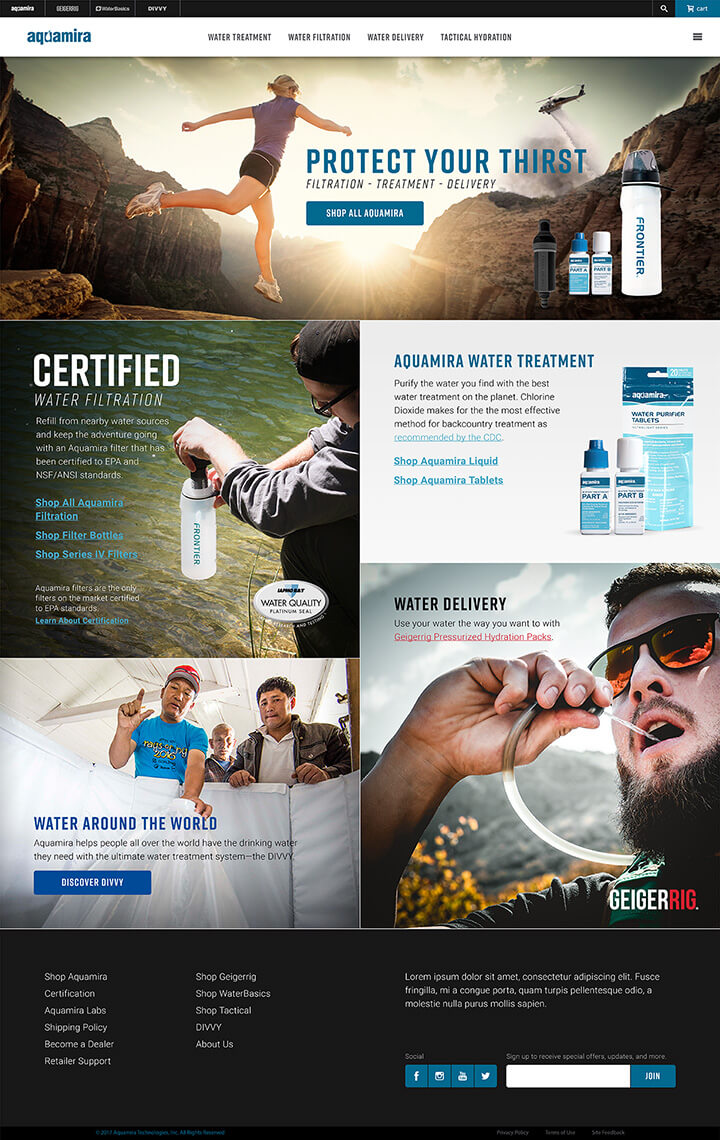 aquamira GEIGERRIG WaterBasics DIVVY cart
aquamira WATER TREATMENT WATER FILTRATION WATER DELIVERY TACTICAL HYDRATION
PROTECT YOUR THIRST
FILTRATION - TREATMENT - DELIVERY
SHOP ALL AQUAMIRA
aquamira
PART A
aquamira
PART B
FRONTIER.
CERTIFIED
WATER FILTRATION
Refill from nearby water sources
and keep the adventure going
with an Aquamira filter that has
been certified to EPA and
NSF/ANSI standards.
Shop All Aquamira
Filtration
Shop Filter Bottles
Shop Series IV Filters
Aquamira filters are the only
filters on the market certified
to EPA standards.
Learn About Certification
FRONTIER
IAPMO R&T
WATER QUALITY
PLATINUM SEAL
RESEARCH AND TESTING
AQUAMIRA WATER TREATMENT
Purify the water you find with the best
water treatment on the planet. Chlorine
Dioxide makes for the the most effective
method for backcountry treatment as
recommended by the CDC.
Shop Aquamira Liquid
Shop Aquamira Tablets
20
aquamira
WATER PURIFIER
TABLETS
aquamira
PART A
aquamira
PART B
WATER DELIVERY
Use your water the way you want to with
Geigerrig Pressurized Hydration Packs.
GEIGERRIG.
WATER AROUND THE WORLD
Aquamira helps people all over the world have the drinking water
they need with the ultimate water treatment system—the DIVVY.
DISCOVER DIVVY
Shop Aquamira
Certification
Aquamira Labs
Shipping Policy
Become a Dealer
Retailer Support
Shop Geigerrig
Shop WaterBasics
Shop Tactical
DIVVY
About Us
Lorem ipsum dolor sit amet, consectetur adipiscing elit. Fusce
fringilla, mi a congue porta, quam turpis pellentesque odio, a
molestie nulla purus mollis sapien.
Social
Sign up to receive special offers, updates, and more.
JOIN
© 2017 Aquamira Technologies, Inc. All Rights Reserved
Privacy Policy Terms of Use Site Feedback